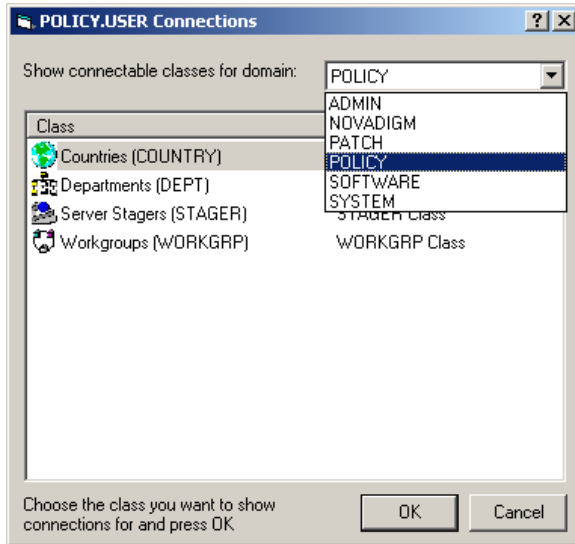 POLICY.USER Connections
Show connectable classes for domain:
POLICY
ADMIN
NOVADIGM
PATCH
POLICY
SOFTWARE
SYSTEM
Class
Countries (COUNTRY)
Departments (DEPT)
Server Stagers (STAGER) STAGER Class
Workgroups (WORKGRP) WORKGRP Class
Choose the class you want to show
connections for and press OK
OK
Cancel